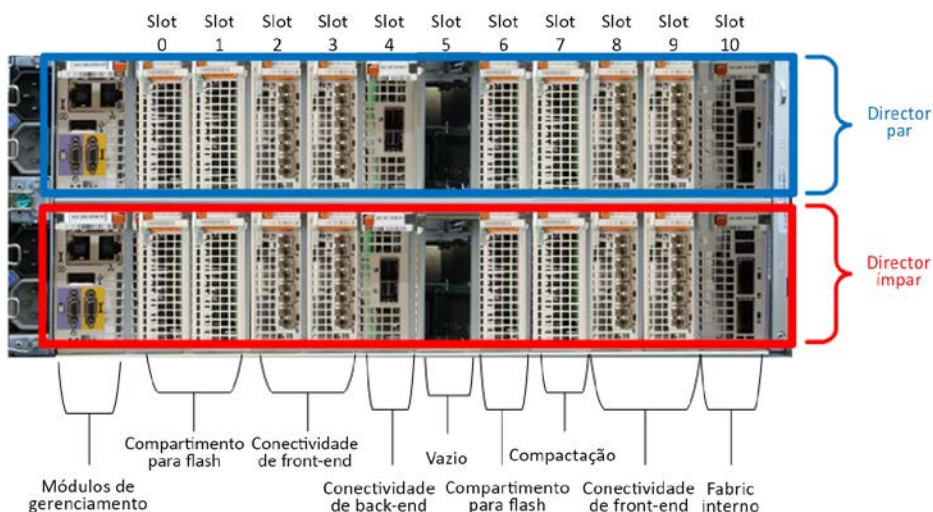 Slot Slot Slot Slot Slot Slot Slot Slot Slot Slot Slot
0 1 2 3 4 5 6 7 8 9 10
Director
par
Director
ímpar
Compartimento
para flash
Conectividade
de front-end
Vazio
Compactação
Módulos de
gerenciamento
Conectividade
de back-end
Compartimento
para flash
Conectividade
de front-end
Fabric
interno